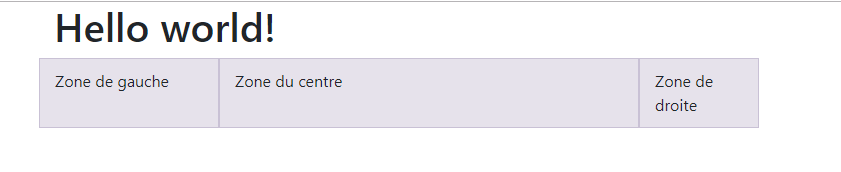 Hello world!
Zone de gauche
Zone du centre
Zone de
droite